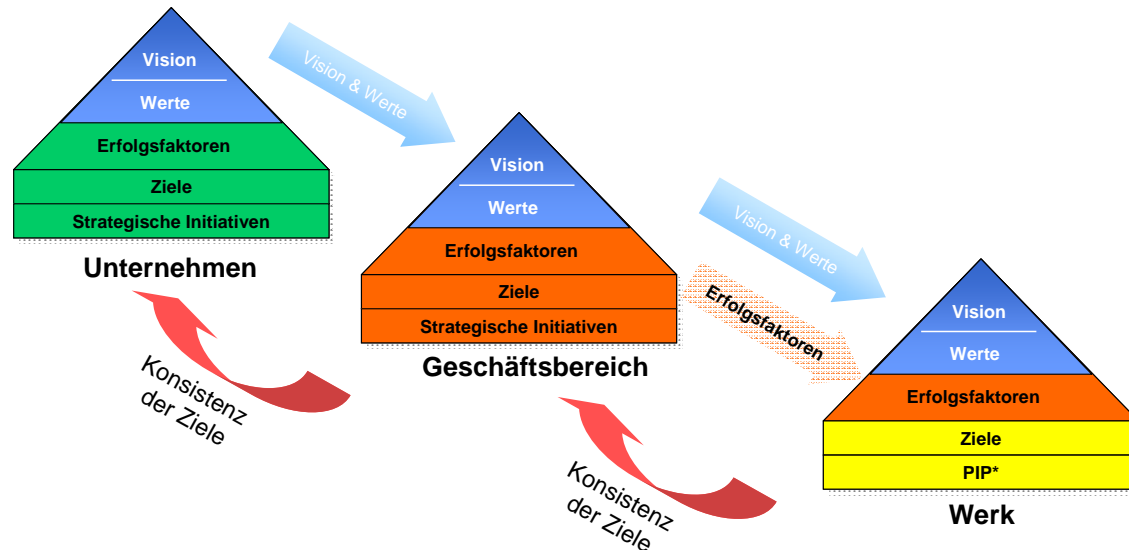 Vision
Werte
Erfolgsfaktoren
Ziele
Strategische Initiativen
Unternehmen
Vision & Werte
Vision
Werte
Erfolgsfaktoren
Ziele
Strategische Initiativen
Geschäftsbereich
Konsistenz
der Ziele
Vision & Werte
Erfolgsfaktoren
Vision
Werte
Erfolgsfaktoren
Ziele
PIP*
Werk
Konsistenz
der Ziele